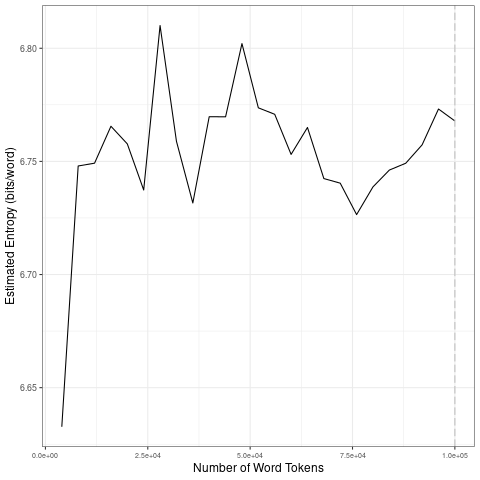 Estimated Entropy (bits/word)
6.80
6.75
6.70
6.65
0.0e+00 2.5e+04 5.0e+04 7.5e+04 1.0e+05
Number of Word Tokens